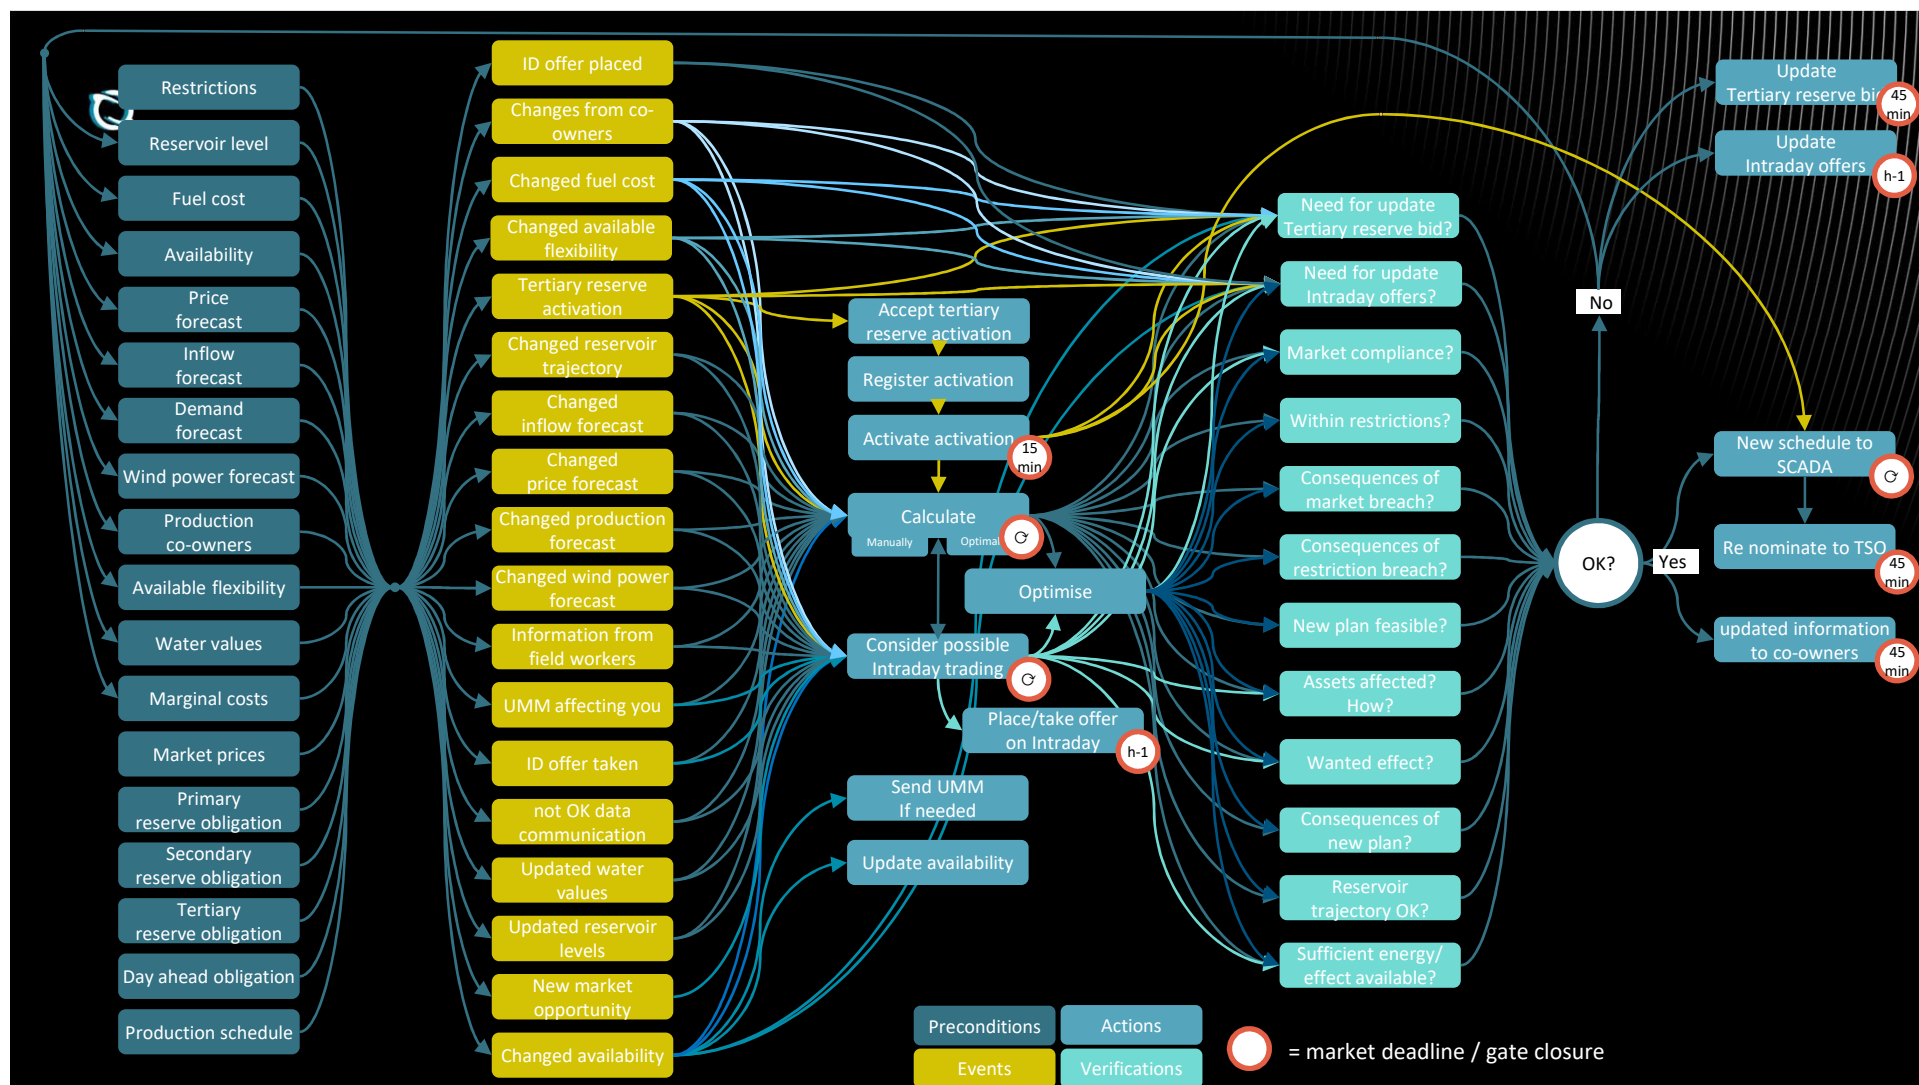 Restrictions
Reservoir level
Fuel cost
Availability
Price
forecast
Inflow
forecast
Demand
forecast
Wind power forecast
Production
co-owners
Available flexibility
Water values
Marginal costs
Market prices
Primary
reserve obligation
Secondary
reserve obligation
Tertiary
reserve obligation
Day ahead obligation
Production schedule
ID offer placed
Changes from co-
owners
Changed fuel cost
Changed available
flexibility
Tertiary reserve
activation
Changed reservoir
trajectory
Changed
inflow forecast
Changed
price forecast
Changed production
forecast
Changed wind power
forecast
Information from
field workers
UMM affecting you
ID offer taken
not OK data
communication
Updated water
values
Updated reservoir
levels
New market
opportunity
Changed availability
Accept tertiary
reserve activation
Register activation
Activate activation
15
min
Calculate
Manually
Optimal
Optimise
Consider possible
Intraday trading
Place/take offer
on Intraday
h-1
Send UMM
If needed
Update availability
Need for update
Tertiary reserve bid?
Need for update
Intraday offers?
Market compliance?
Within restrictions?
Consequences of
market breach?
Consequences of
restriction breach?
New plan feasible?
Assets affected?
How?
Wanted effect?
Consequences of
new plan?
Reservoir
trajectory OK?
Sufficient energy/
effect available?
OK?
No
Yes
Update
Tertiary reserve bid
45
min
Update
Intraday offers
h-1
New schedule to
SCADA
Re nominate to TSO
45
min
updated information
to co-owners
45
min
Preconditions
Actions
Events
Verifications
= market deadline / gate closure